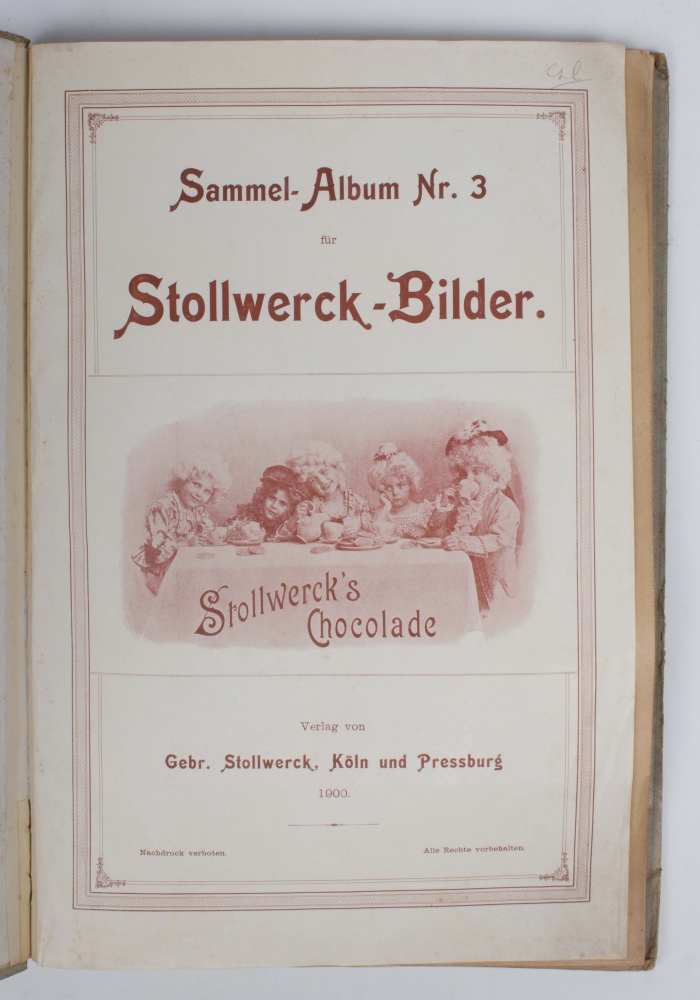 Sammel-Album Nr. 3
für
Stollwerck-Bilder.
Stollwerck's
Chocolade
Verlag von
Gebr. Stollwerck, Köln und Pressburg
1900.
Nachdruck verboten.
Alle Rechte vorbehalten.